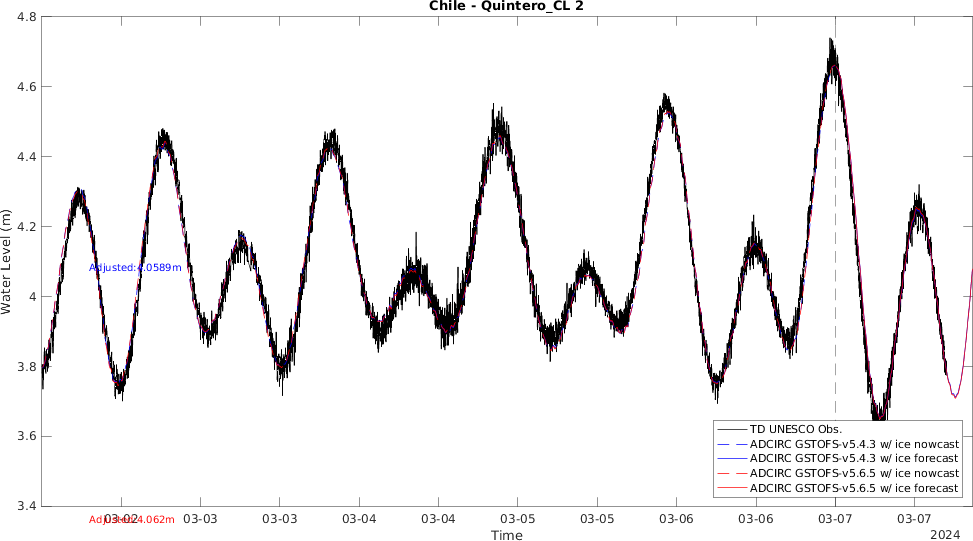 Chile - Quintero_CL 2
4.8
4.6
4.4
4.2
4
3.8
3.6
3.4
Water Level (m)
Adjusted:4.0589m
Adjusted:4.062m
TD UNESCO Obs.
ADCIRC GSTOFS-v5.4.3 w/ ice nowcast
ADCIRC GSTOFS-v5.4.3 w/ ice forecast
ADCIRC GSTOFS-v5.6.5 w/ ice nowcast
ADCIRC GSTOFS-v5.6.5 w/ ice forecast
03-02 03-03 03-03 03-04 03-04 03-05 03-05 03-06 03-06 03-07 03-07
Time
2024